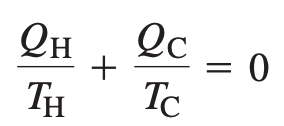 Q_H/T_H + Q_C/T_C = 0